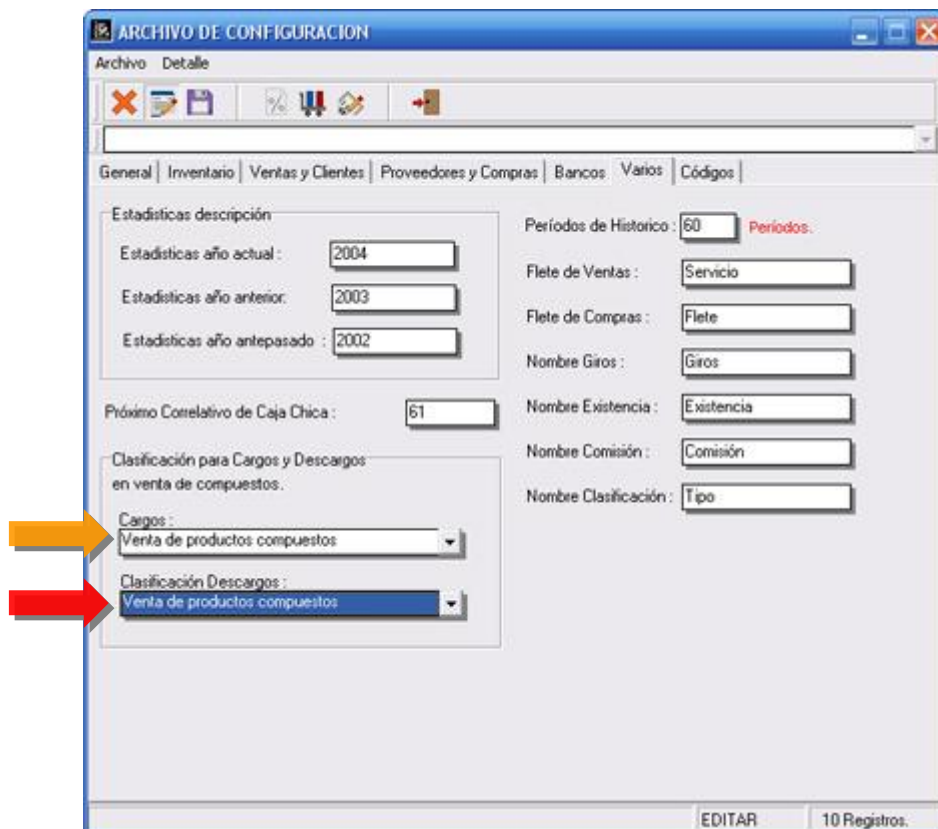 ARCHIVO DE CONFIGURACION
Archivo Detalle
General Inventario Ventas y Clientes Proveedores y Compras Bancos Varios Códigos
Estadisticas descripción
Estadisticas año actual : 2004
Estadisticas año anterior: 2003
Estadisticas año antepasado : 2002
Próximo Correlativo de Caja Chica : 61
Clasificación para Cargos y Descargos
en venta de compuestos.
Cargos :
Venta de productos compuestos
Clasificación Descargos :
Venta de productos compuestos
Períodos de Historico : 60 Periodos.
Flete de Ventas : Servicio
Flete de Compras : Flete
Nombre Giros : Giros
Nombre Existencia : Existencia
Nombre Comisión : Comisión
Nombre Clasificación : Tipo
EDITAR 10 Registros.